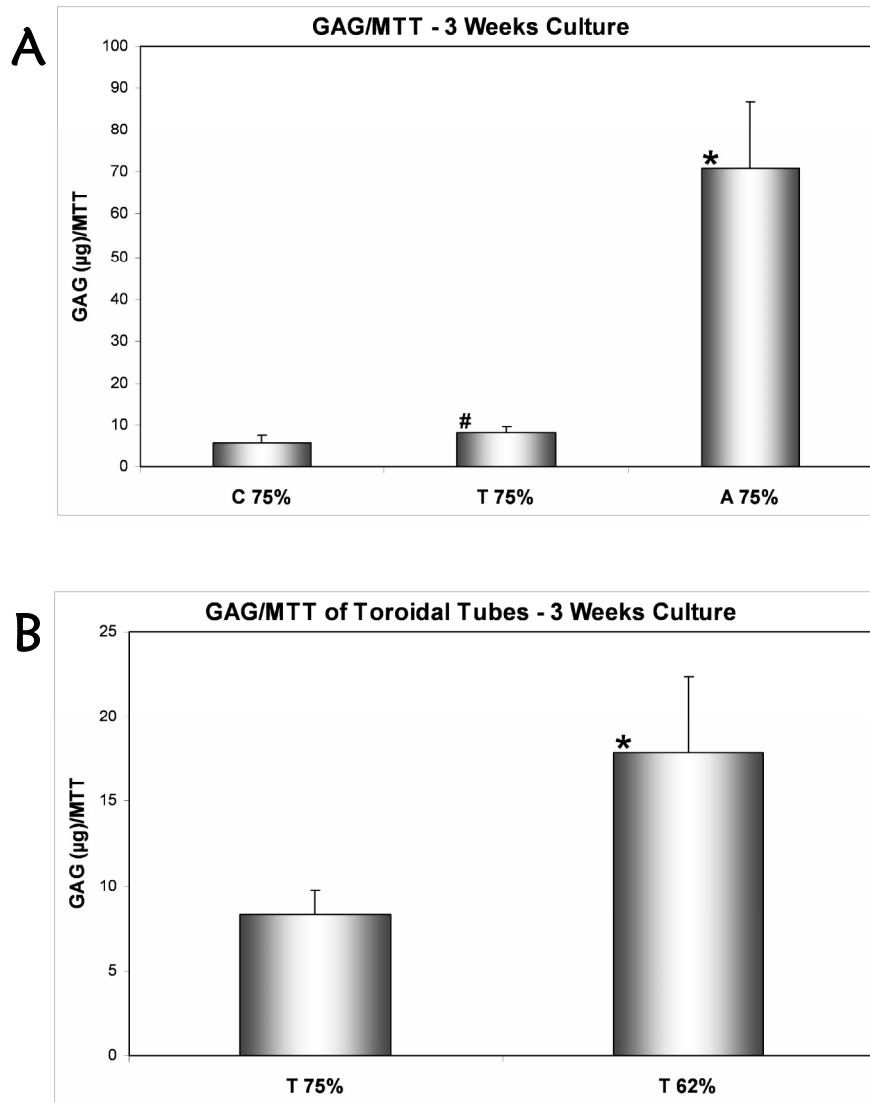 A
GAG/MTT - 3 Weeks Culture
GAG (µg)/MTT
100
90
80
70
60
50
40
30
20
10
0
*
#
C 75%
T 75%
A 75%
B
GAG/MTT of Toroidal Tubes - 3 Weeks Culture
GAG (µg)/MTT
25
20
15
10
5
0
*
T 75%
T 62%